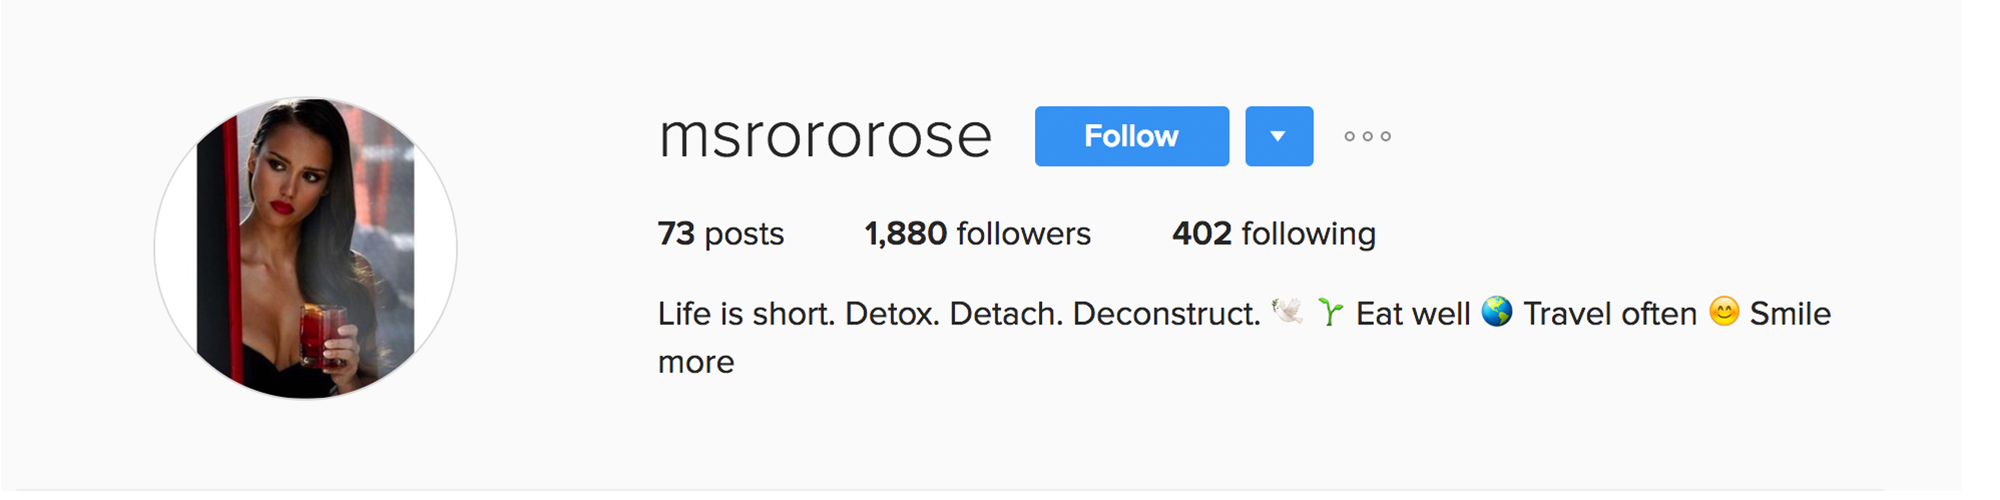 msrororose Follow
73 posts 1,880 followers 402 following
Life is short. Detox. Detach. Deconstruct. 🕊 🌱 Eat well 🌎 Travel often 😊 Smile
more